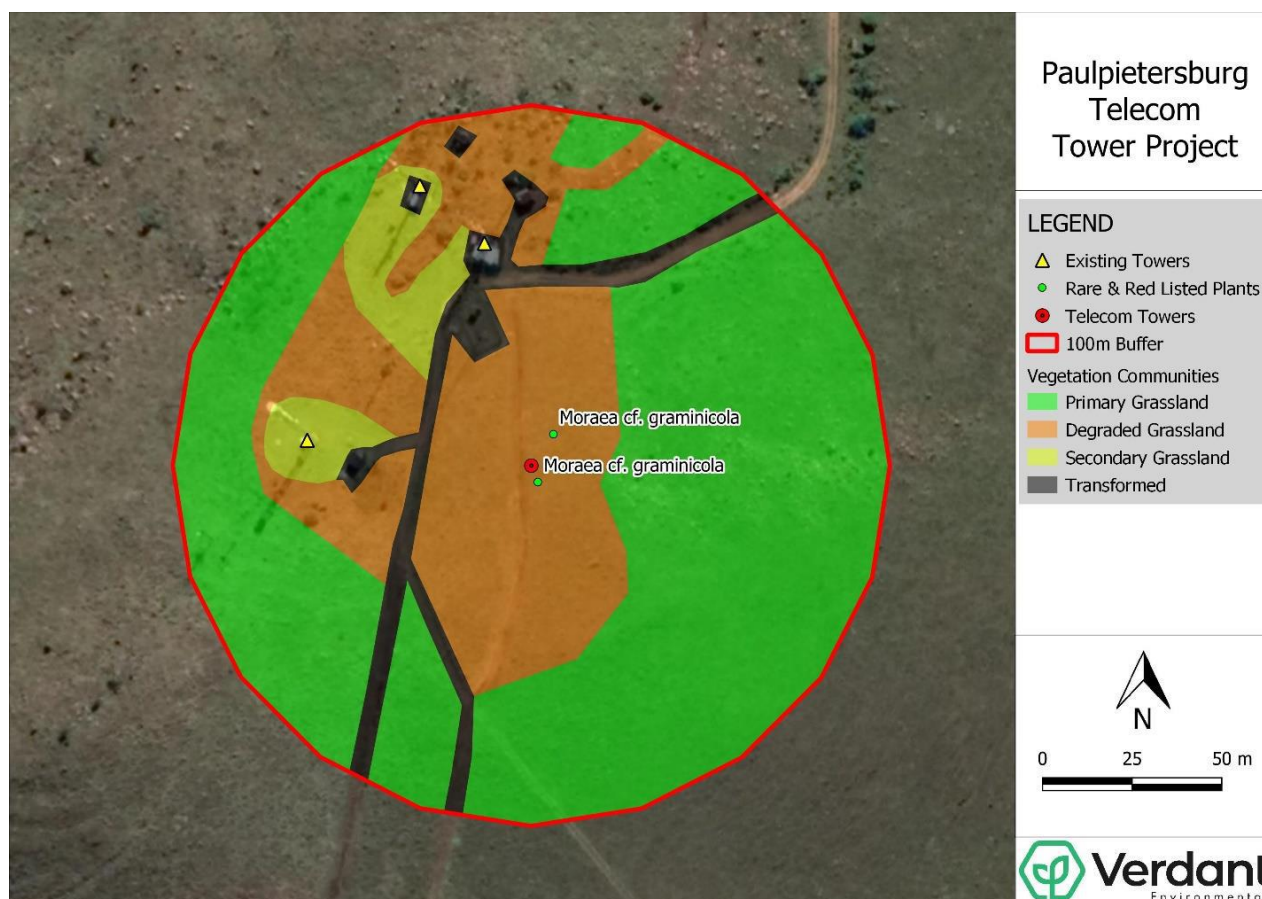 Paulpietersburg
Telecom
Tower Project
LEGEND
Existing Towers
Rare & Red Listed Plants
Telecom Towers
100m Buffer
Vegetation Communities
Primary Grassland
Degraded Grassland
Secondary Grassland
Transformed
Moraea cf. graminicola
Moraea cf. graminicola
N
0 25 50 m
Verdant
Environmental